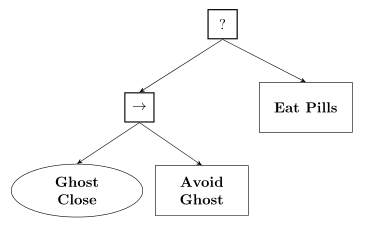 ?
→
Eat Pills
Ghost
Close
Avoid
Ghost